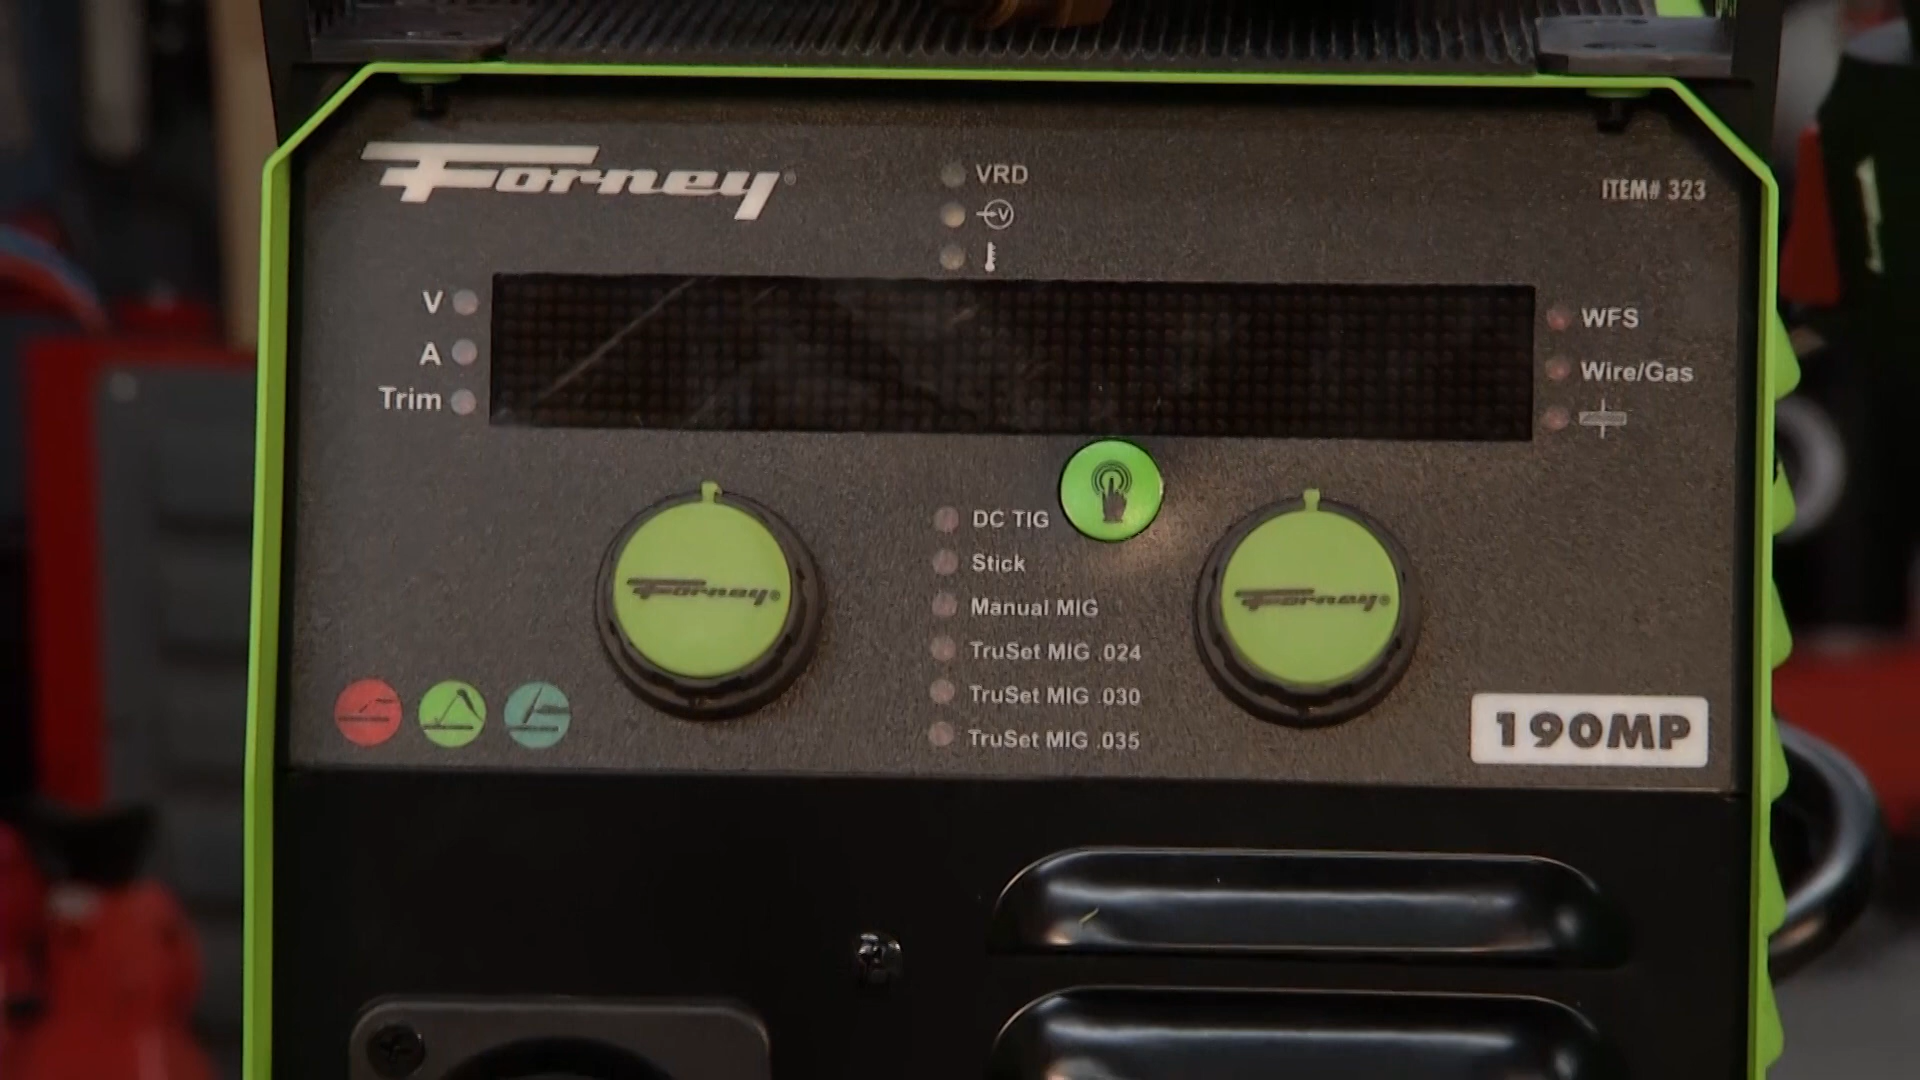 Forney®
VRD
V
ITEM# 323
V
A
Trim
WFS
Wire/Gas
DC TIG
Stick
Manual MIG
TruSet MIG .024
TruSet MIG .030
TruSet MIG .035
Forney®
Forney®
190MP